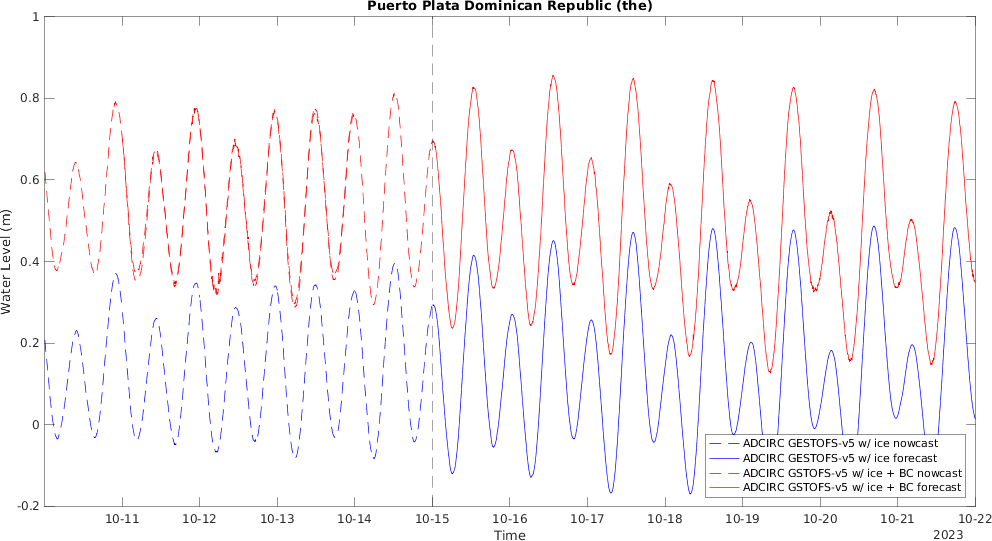 Puerto Plata Dominican Republic (the)
1
0.8
0.6
0.4
0.2
0
-0.2
Water Level (m)
ADCIRC GESTOFS-v5 w/ ice nowcast
ADCIRC GESTOFS-v5 w/ ice forecast
ADCIRC GSTOFS-v5 w/ ice + BC nowcast
ADCIRC GSTOFS-v5 w/ ice + BC forecast
10-11 10-12 10-13 10-14 10-15 10-16 10-17 10-18 10-19 10-20 10-21 10-22
Time
2023